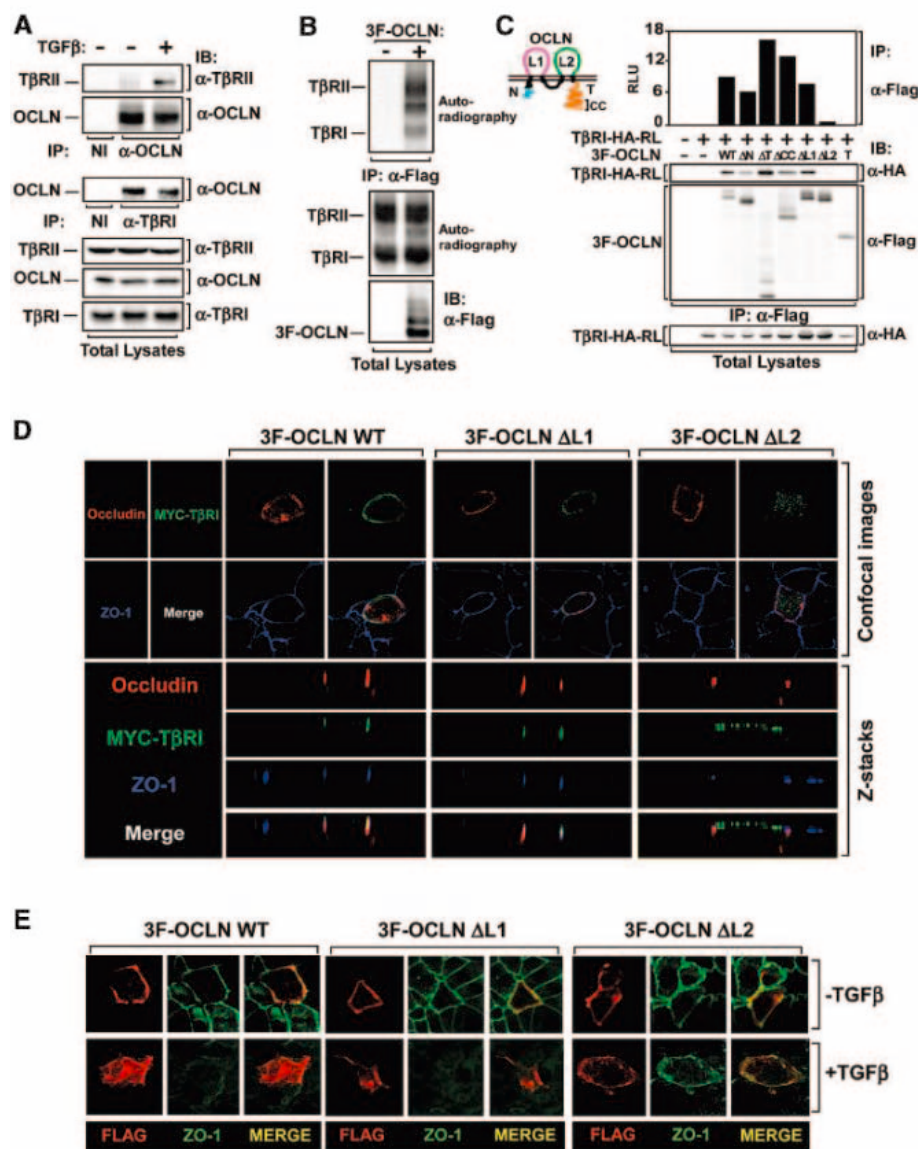 A
TGFβ: - - + IB:
TβRII α-TβRII
OCLN α-OCLN
IP: NI α-OCLN
OCLN α-OCLN
IP: NI α-TβRI
TβRII α-TβRII
OCLN α-OCLN
TβRI α-TβRI
Total Lysates
B
3F-OCLN: - +
TβRII
Auto-
radiography
TβRI
IP: α-Flag
TβRII
Auto-
radiography
TβRI
IB:
α-Flag
3F-OCLN
Total Lysates
C
OCLN
L1 L2
N T
]CC
18
12
6
0
RLU
IP:
α-Flag
TβRI-HA-RL - + + + + + + + +
3F-OCLN - - WT ΔN ΔT ΔCC ΔL1 ΔL2 T
IB:
TβRI-HA-RL α-HA
3F-OCLN α-Flag
IP: α-Flag
TβRI-HA-RL α-HA
Total Lysates
D
3F-OCLN WT 3F-OCLN ΔL1 3F-OCLN ΔL2
Occludin MYC-TβRI
ZO-1 Merge
Confocal images
Occludin
MYC-TβRI
ZO-1
Merge
Z-stacks
E
3F-OCLN WT 3F-OCLN ΔL1 3F-OCLN ΔL2
-TGFβ
+TGFβ
FLAG ZO-1 MERGE FLAG ZO-1 MERGE FLAG ZO-1 MERGE